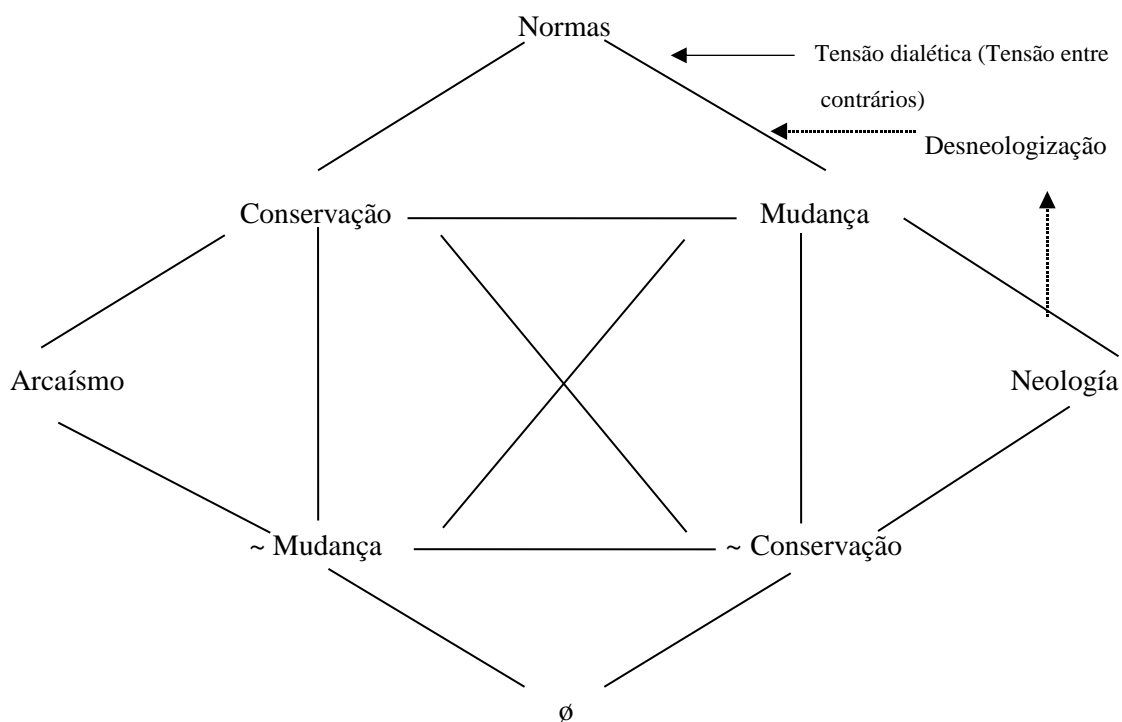 Normas
Tensão dialética (Tensão entre
contrários)
Desneologização
Conservação
Mudança
Arcaísmo
Neología
~ Mudança
~ Conservação
ø